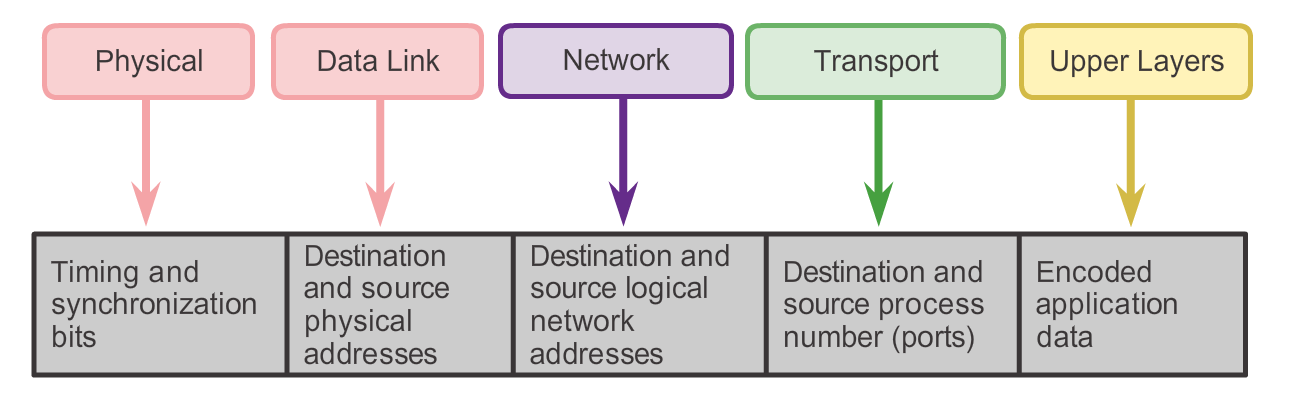 Physical
Data Link
Network
Transport
Upper Layers
Timing and
synchronization
bits
Destination
and source
physical
addresses
Destination and
source logical
network
addresses
Destination and
source process
number (ports)
Encoded
application
data